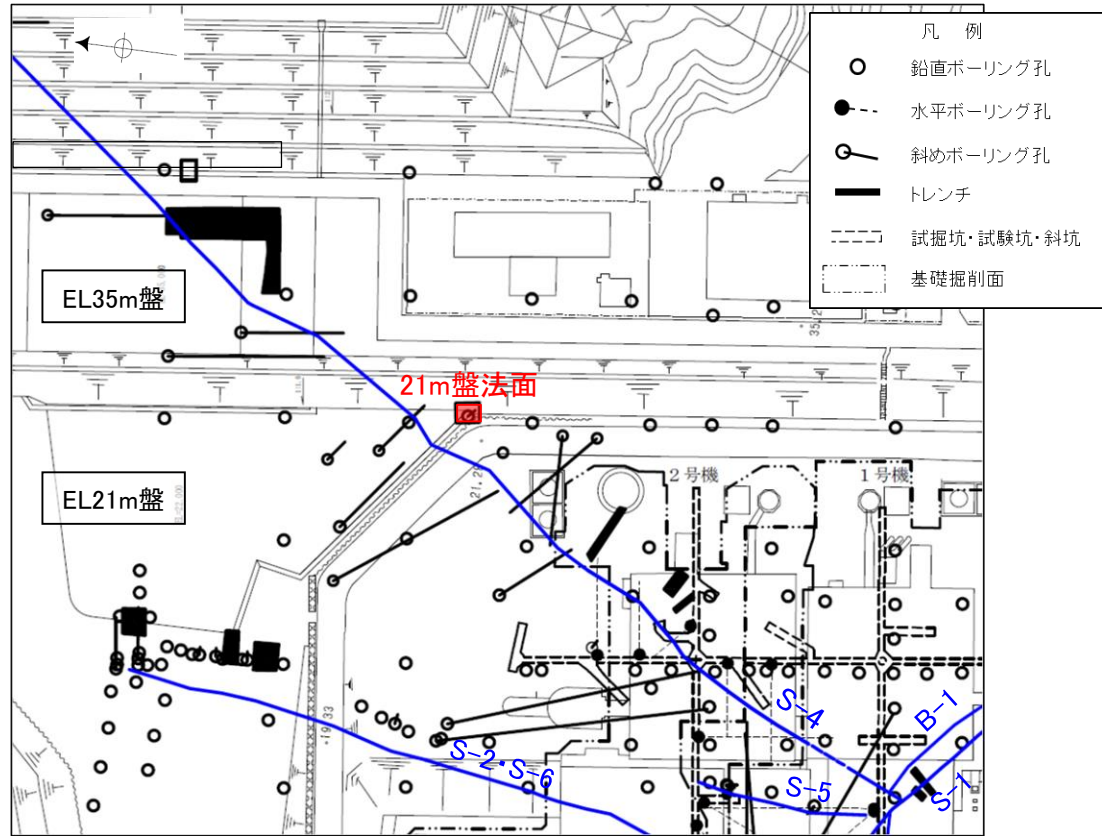 凡 例
鉛直ボーリング孔
水平ボーリング孔
斜めボーリング孔
トレンチ
試掘坑・試験坑・斜坑
基礎掘削面
EL35m盤
21m盤法面
EL21m盤
2号機
1号機
S-4
B-1
S-2・S-6
S-5
S-1